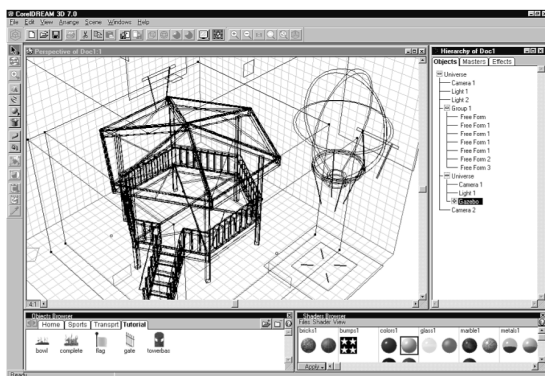 CorelDREAM 3D 7.0
File Edit View Arrange Scene Windows Help
Perspective of Doc1:1
Hierarchy of Doc1
Objects Masters Effects
Universe
Camera 1
Light 1
Light 2
Group 1
Free Form
Free Form 1
Free Form 1
Free Form 1
Free Form 1
Free Form 2
Free Form 3
Universe
Camera 1
Light 1
Gazebo
Camera 2
4:1
Objects Browser
Home Sports Transprt Tutorial
bowl complete flag gate towerbac
Shaders Browser
Files Shader View
bricks1 bumps1 colors1 glass1 marble1 metals1
Apply
Ready